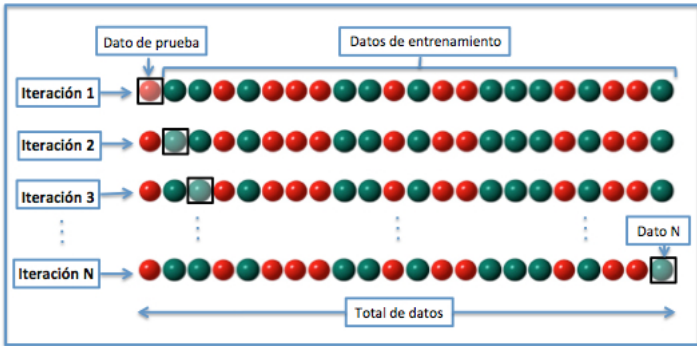 Dato de prueba
Datos de entrenamiento
Iteración 1
Iteración 2
Iteración 3
Dato N
Iteración N
Total de datos